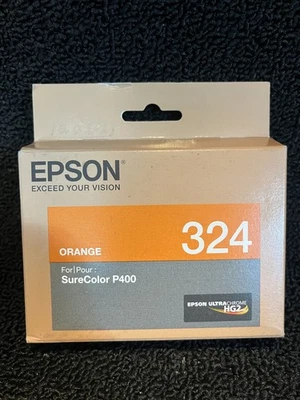 EPSON®
EXCEED YOUR VISION
324
ORANGE
For|Pour :
SureColor P400
EPSON ULTRACHROME
HG2